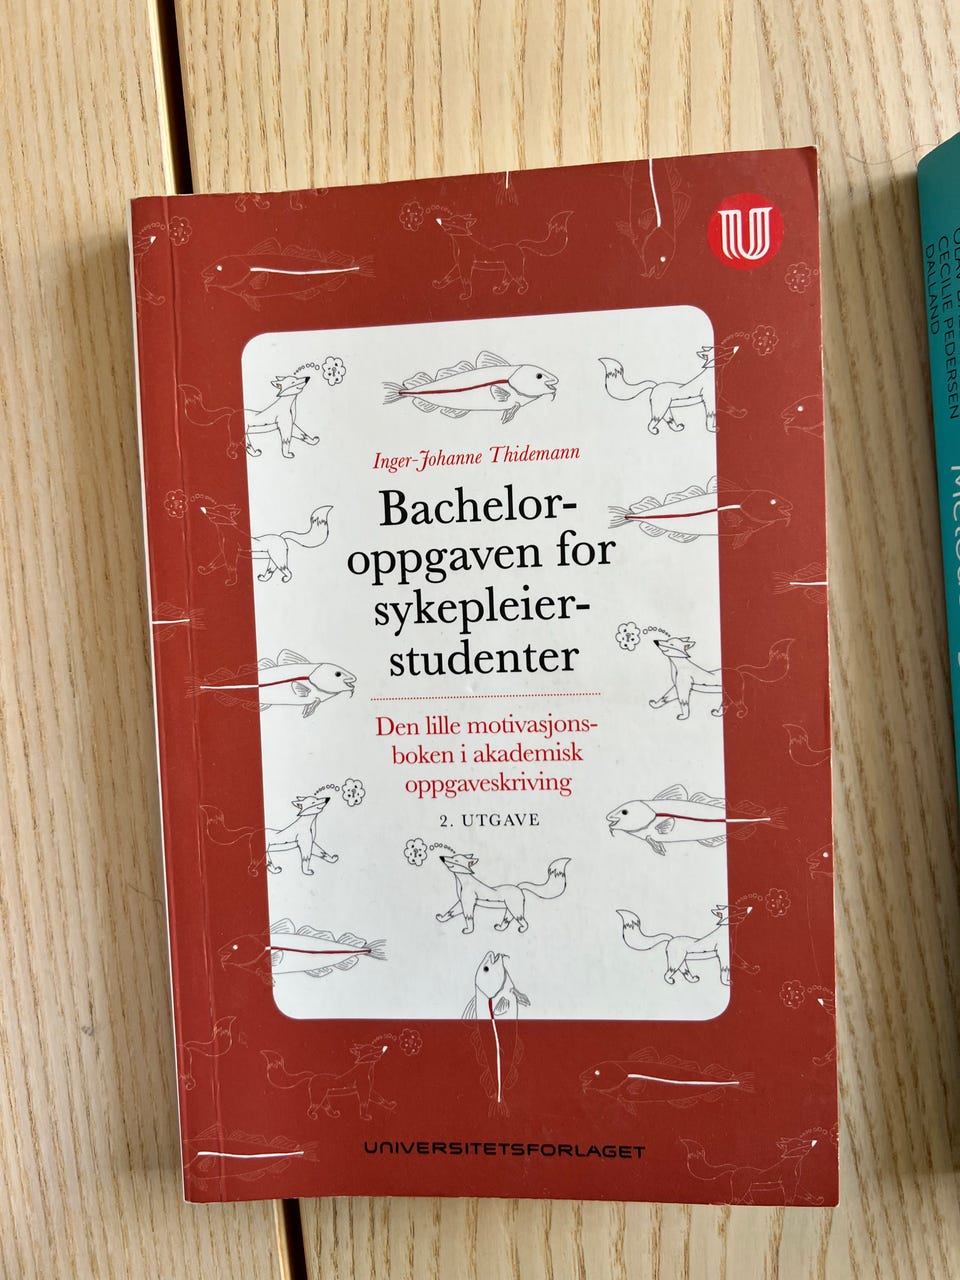 Inger-Johanne Thidemann
Bachelor-
oppgaven for
sykepleier-
studenter
Den lille motivasjons-
boken i akademisk
oppgaveskriving
2. UTGAVE
UNIVERSITETSFORLAGET
CECILIE PEDERSEN
DALLAND